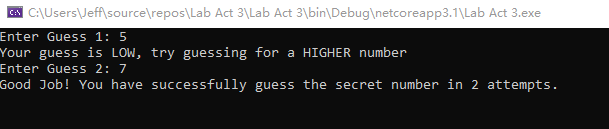 C:\Users\Jeff\source\repos\Lab Act 3\Lab Act 3\bin\Debug\netcoreapp3.1\Lab Act 3.exe
Enter Guess 1: 5
Your guess is LOW, try guessing for a HIGHER number
Enter Guess 2: 7
Good Job! You have successfully guess the secret number in 2 attempts.